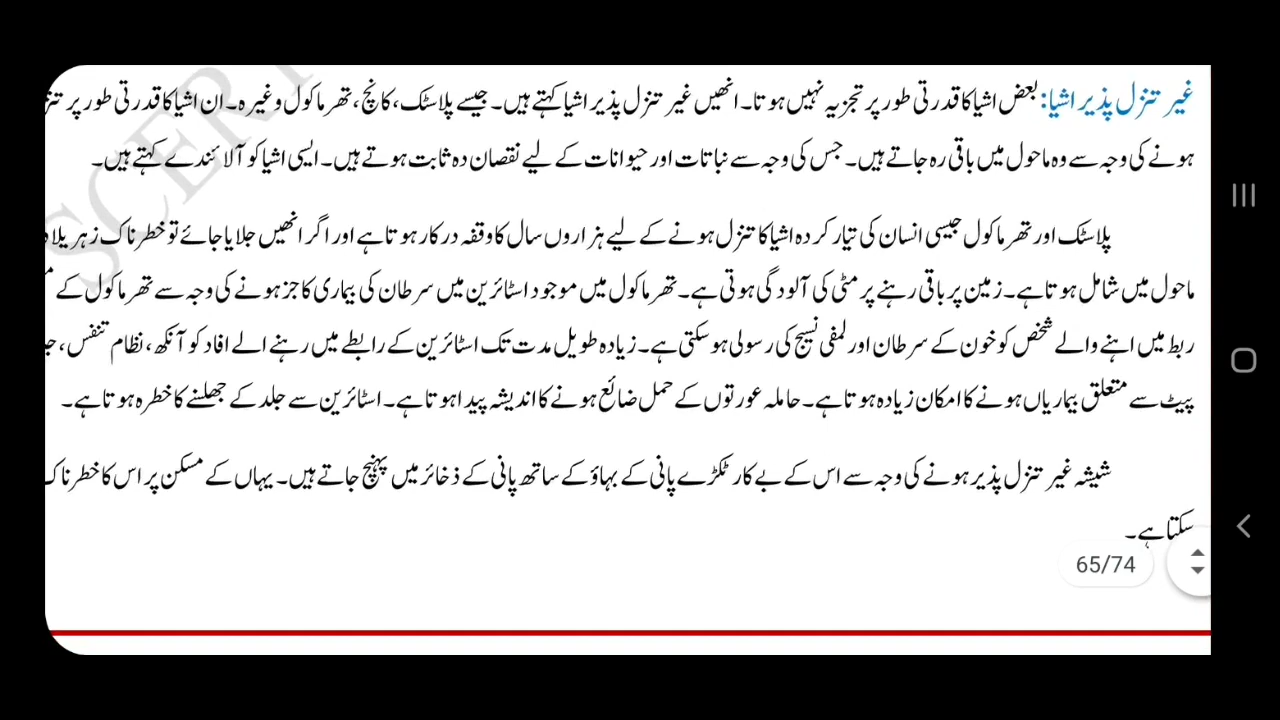 غیر تنزل پذیر اشیا: بعض اشیا کا قدرتی طور پر تجزیہ نہیں ہوتا۔ انھیں غیر تنزل پذیر اشیا کہتے ہیں۔ جیسے پلاسٹک، کانچ، تھرماکول وغیرہ۔ ان اشیا کا قدرتی طور پر
ہونے کی وجہ سے وہ ماحول میں باقی رہ جاتے ہیں۔ جس کی وجہ سے نباتات اور حیوانات کے لیے نقصان دہ ثابت ہوتے ہیں۔ ایسی اشیا کو آلائندے کہتے ہیں۔
پلاسٹک اور تھرماکول جیسی انسان کی تیار کردہ اشیا کا تنزل ہونے کے لیے ہزاروں سال کا وقفہ درکار ہوتا ہے اور اگر انھیں جلایا جائے تو خطرناک زہریلا
ماحول میں شامل ہوتا ہے۔ زمین پر باقی رہنے پر مٹی کی آلودگی ہوتی ہے۔ تھرماکول میں موجود اسٹائرین میں سرطان کی بیماری کا جز ہونے کی وجہ سے تھرماکول کے
ربط میں اہنے والے شخص کو خون کے سرطان اور لمفی نسیج کی رسولی ہوسکتی ہے۔ زیادہ طویل مدت تک اسٹائرین کے رابطے میں رہنے الے افاد کو آنکھ، نظام تنفس،
پیٹ سے متعلق بیماریاں ہونے کا امکان زیادہ ہوتا ہے۔ حاملہ عورتوں کے حمل ضائع ہونے کا اندیشہ پیدا ہوتا ہے۔ اسٹائرین سے جلد کے جھلسنے کا خطرہ ہوتا ہے۔
شیشہ غیر تنزل پذیر ہونے کی وجہ سے اس کے بے کار ٹکڑے پانی کے بہاؤ کے ساتھ پانی کے ذخائر میں پہنچ جاتے ہیں۔ یہاں کے مسکن پر اس کا خطرناک
سکتا ہے۔
65/74
SCERT